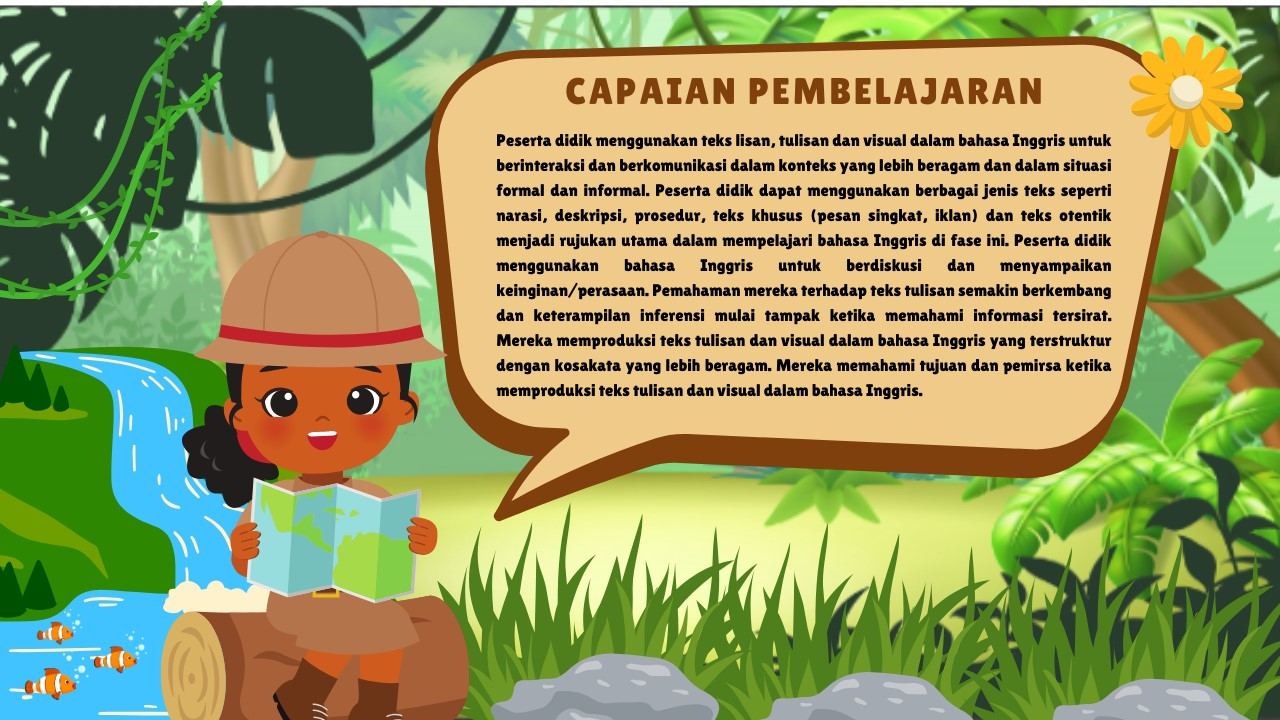 CAPAIAN PEMBELAJARAN
Peserta didik menggunakan teks lisan, tulisan dan visual dalam bahasa Inggris untuk
berinteraksi dan berkomunikasi dalam konteks yang lebih beragam dan dalam situasi
formal dan informal. Peserta didik dapat menggunakan berbagai jenis teks seperti
narasi, deskripsi, prosedur, teks khusus (pesan singkat, iklan) dan teks otentik
menjadi rujukan utama dalam mempelajari bahasa Inggris di fase ini. Peserta didik
menggunakan bahasa Inggris untuk berdiskusi dan menyampaikan
keinginan/perasaan. Pemahaman mereka terhadap teks tulisan semakin berkembang
dan keterampilan inferensi mulai tampak ketika memahami informasi tersirat.
Mereka memproduksi teks tulisan dan visual dalam bahasa Inggris yang terstruktur
dengan kosakata yang lebih beragam. Mereka memahami tujuan dan pemirsa ketika
memproduksi teks tulisan dan visual dalam bahasa Inggris.